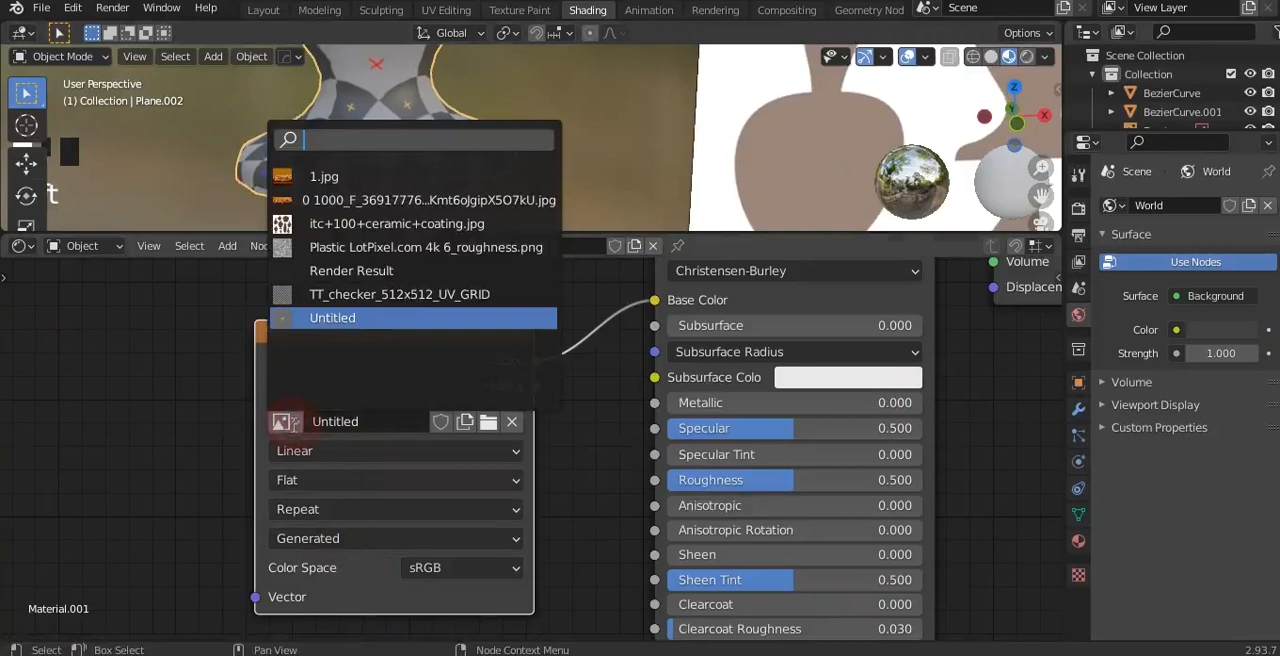 File Edit Render Window Help Layout Modeling Sculpting UV Editing Texture Paint Shading Animation Rendering Compositing Geometry Nod Scene View Layer
Global Options
Object Mode View Select Add Object
User Perspective
(1) Collection | Plane.002
Scene Collection
Collection
BezierCurve
BezierCurve.001
1.jpg
0 1000_F_36917776...Kmt6oJgipX5O7kU.jpg
itc+100+ceramic+coating.jpg
Plastic LotPixel.com 4k 6_roughness.png
Render Result
TT_checker_512x512_UV_GRID
Untitled
Scene World
World
Surface
Use Nodes
Surface Background
Color
Strength 1.000
Volume
Viewport Display
Custom Properties
Object View Select Add
Volume
Christensen-Burley
Base Color
Subsurface 0.000
Subsurface Radius
Subsurface Colo
Metallic 0.000
Specular 0.500
Specular Tint 0.000
Roughness 0.500
Anisotropic 0.000
Anisotropic Rotation 0.000
Sheen 0.000
Sheen Tint 0.500
Clearcoat 0.000
Clearcoat Roughness 0.030
Untitled
Linear
Flat
Repeat
Generated
Color Space sRGB
Vector
Material.001
Select Box Select Pan View Node Context Menu 2.93.7